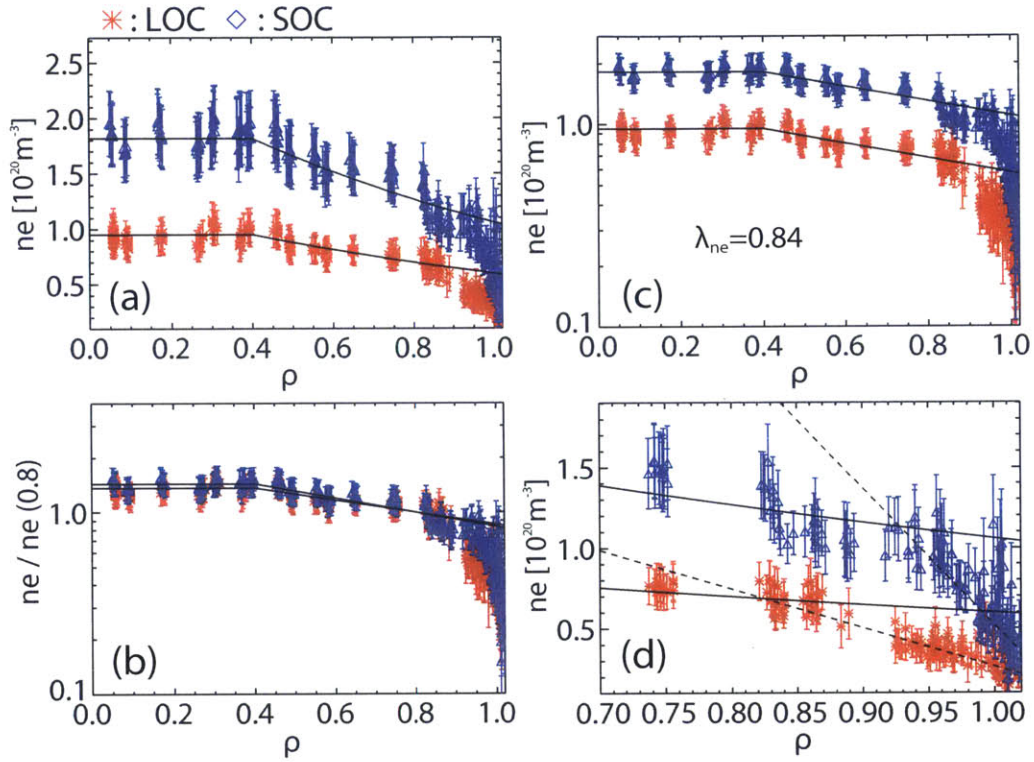 ✳ : LOC ◇ : SOC
ne [10²⁰m⁻³]
2.5
2.0
1.5
1.0
0.5
(a)
0.0 0.2 0.4 0.6 0.8 1.0
ρ
ne [10²⁰m⁻³]
1.0
0.1
λne=0.84
(c)
0.0 0.2 0.4 0.6 0.8 1.0
ρ
ne / ne (0.8)
1.0
0.1
(b)
0.0 0.2 0.4 0.6 0.8 1.0
ρ
ne [10²⁰m⁻³]
1.5
1.0
0.5
(d)
0.70 0.75 0.80 0.85 0.90 0.95 1.00
ρ